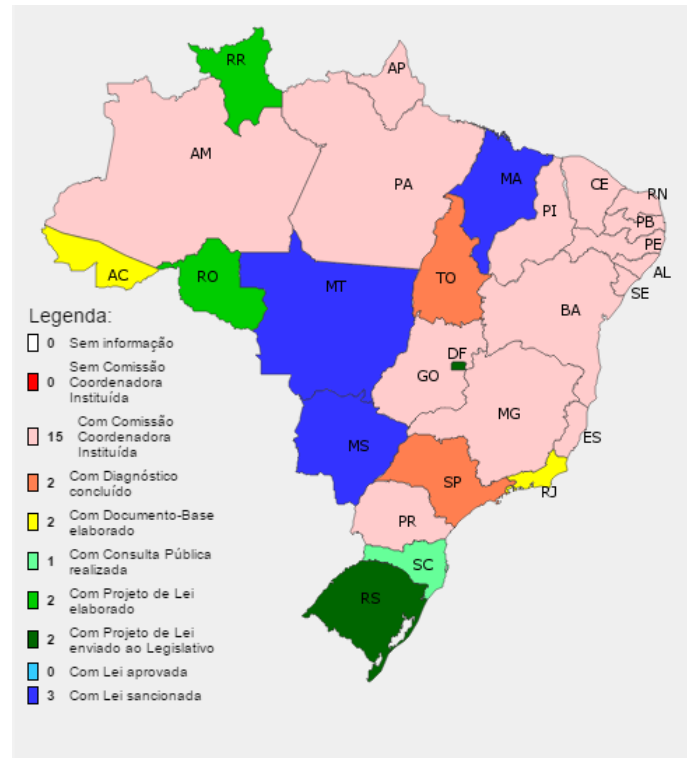 RR
AP
AM
PA
MA
CE
RN
PI
PB
PE
AC
RO
TO
AL
MT
SE
BA
DF
GO
MG
ES
MS
SP
RJ
PR
SC
RS
Legenda:
0 Sem informação
0 Sem Comissão
Coordenadora
Instituída
15 Com Comissão
Coordenadora
Instituída
2 Com Diagnóstico
concluído
2 Com Documento-Base
elaborado
1 Com Consulta Pública
realizada
2 Com Projeto de Lei
elaborado
2 Com Projeto de Lei
enviado ao Legislativo
0 Com Lei aprovada
3 Com Lei sancionada